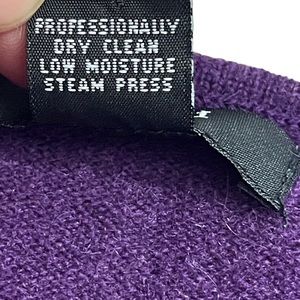 PROFESSIONALLY
DRY CLEAN
LOW MOISTURE
STEAM PRESS